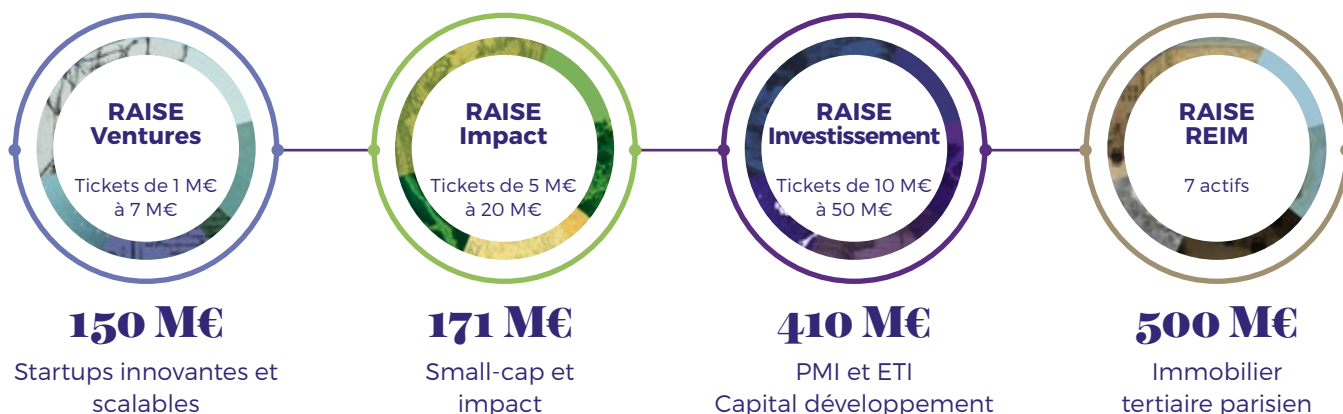 RAISE
Ventures
Tickets de 1 M€
à 7 M€
150 M€
Startups innovantes et
scalables
RAISE
Impact
Tickets de 5 M€
à 20 M€
171 M€
Small-cap et
impact
RAISE
Investissement
Tickets de 10 M€
à 50 M€
410 M€
PMI et ETI
Capital développement
RAISE
REIM
7 actifs
500 M€
Immobilier
tertiaire parisien